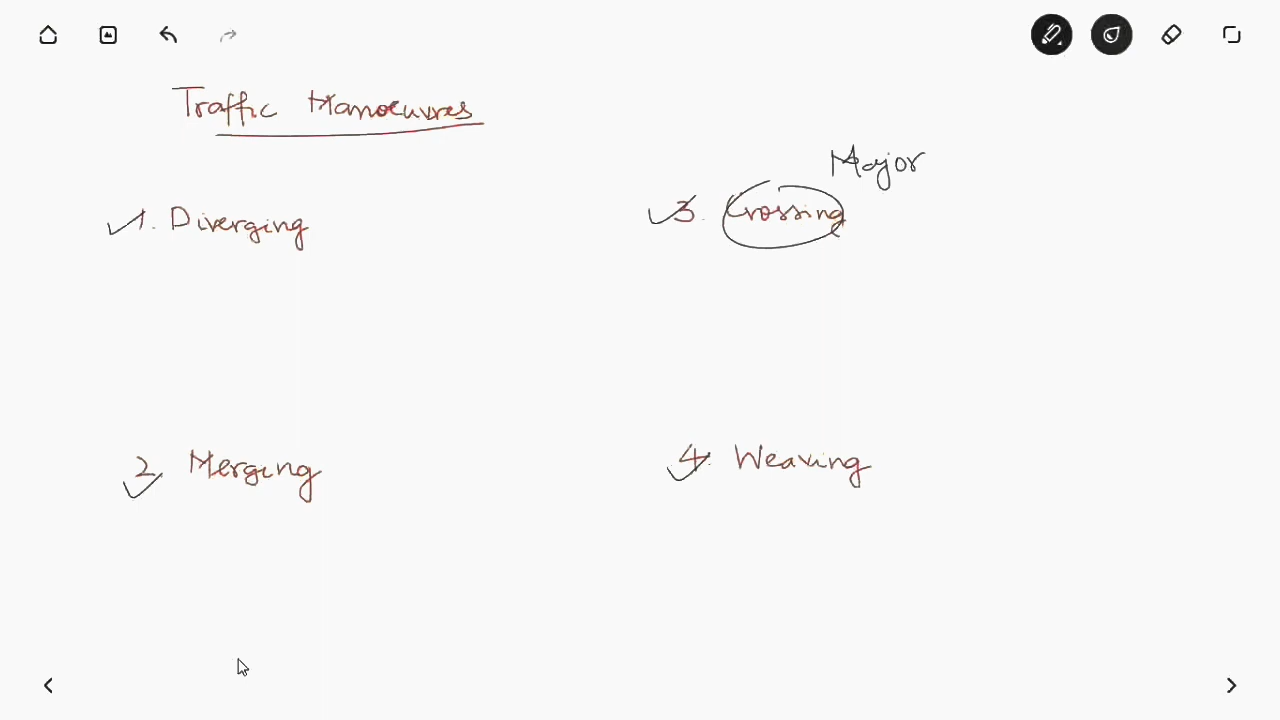 Traffic Manoeuvres
1. Diverging
2 Merging
Major
3. Crossing
4. Weaving